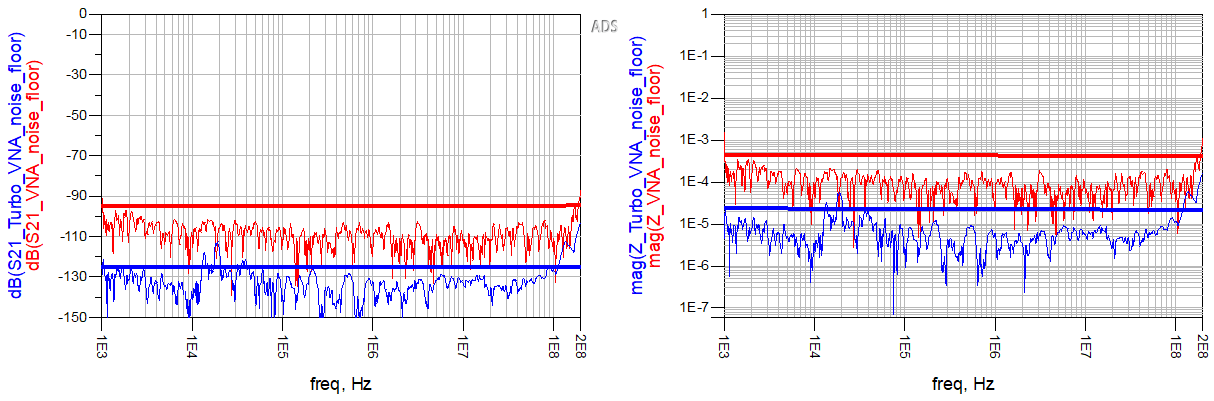 dB(S21_Turbo_VNA_noise_floor)
dB(S21_VNA_noise_floor)
0
-10
-30
-50
-70
-90
-110
-130
-150
1E3
1E4
1E5
1E6
1E7
1E8
2E8
freq, Hz
ADS
mag(Z_Turbo_VNA_noise_floor)
mag(Z_VNA_noise_floor)
1
1E-1
1E-2
1E-3
1E-4
1E-5
1E-6
1E-7
1E3
1E4
1E5
1E6
1E7
1E8
2E8
freq, Hz